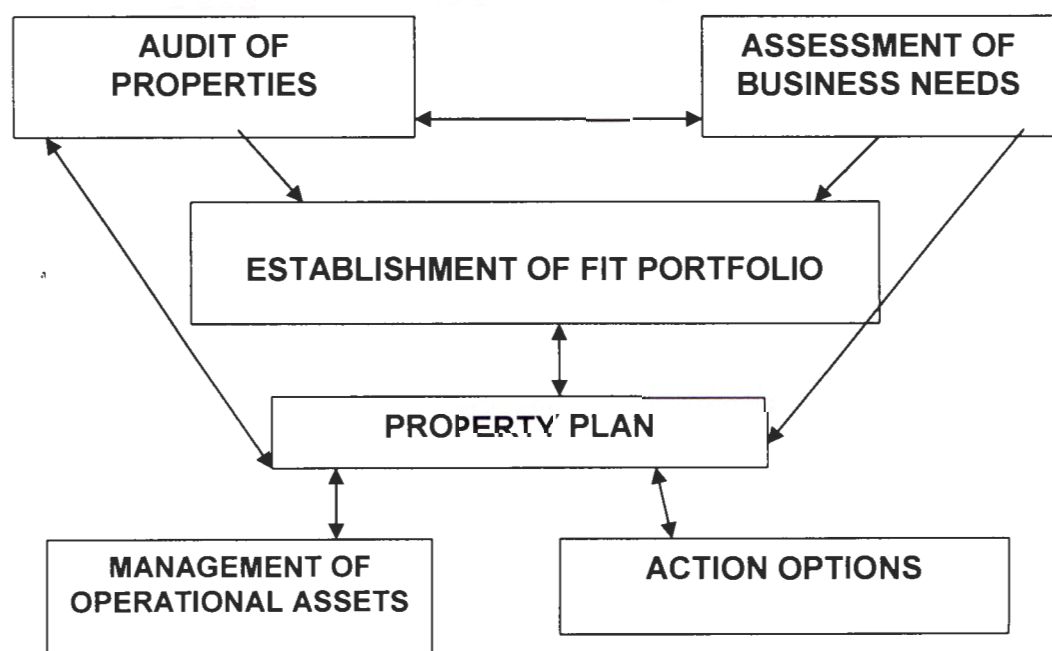 AUDIT OF
PROPERTIES
ASSESSMENT OF
BUSINESS NEEDS
ESTABLISHMENT OF FIT PORTFOLIO
PROPERTY PLAN
MANAGEMENT OF
OPERATIONAL ASSETS
ACTION OPTIONS